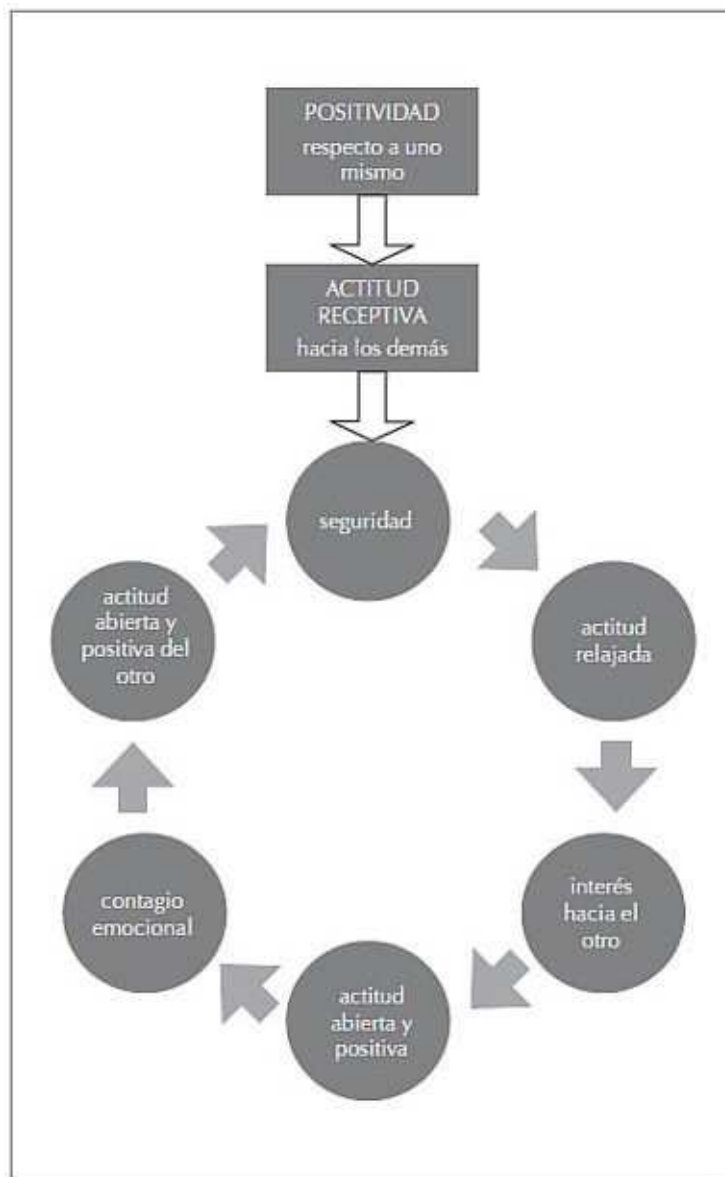 POSITIVIDAD
respecto a uno
mismo
ACTITUD
RECEPTIVA
hacia los demás
seguridad
actitud
relajada
interés
hacia el
otro
actitud
abierta y
positiva
contagio
emocional
actitud
abierta y
positiva del
otro